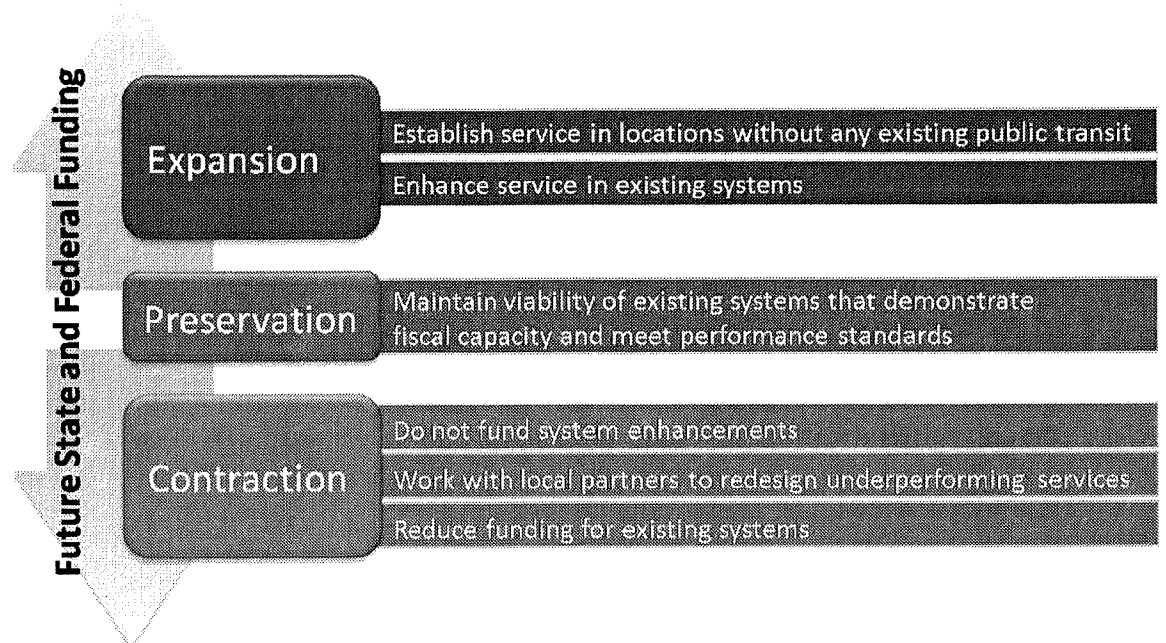 Future State and Federal Funding
Expansion
Establish service in locations without any existing public transit
Enhance service in existing systems
Preservation
Maintain viability of existing systems that demonstrate
fiscal capacity and meet performance standards
Contraction
Do not fund system enhancements
Work with local partners to redesign underperforming services
Reduce funding for existing systems